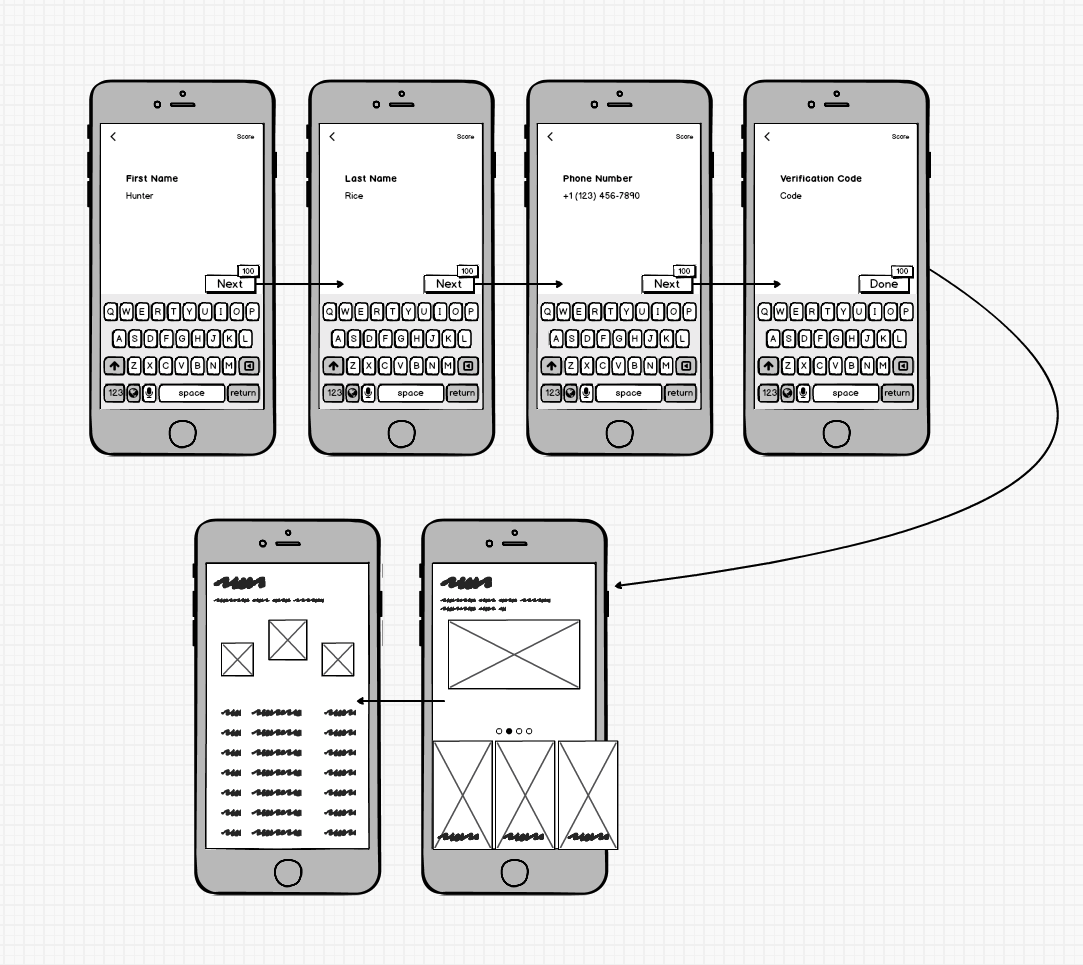 Score
First Name
Hunter
100
Next
Q W E R T Y U I O P
A S D F G H J K L
Z X C V B N M
123 space return
Score
Last Name
Rice
100
Next
Q W E R T Y U I O P
A S D F G H J K L
Z X C V B N M
123 space return
Score
Phone Number
+1 (123) 456-7890
100
Next
Q W E R T Y U I O P
A S D F G H J K L
Z X C V B N M
123 space return
Score
Verification Code
Code
100
Done
Q W E R T Y U I O P
A S D F G H J K L
Z X C V B N M
123 space return